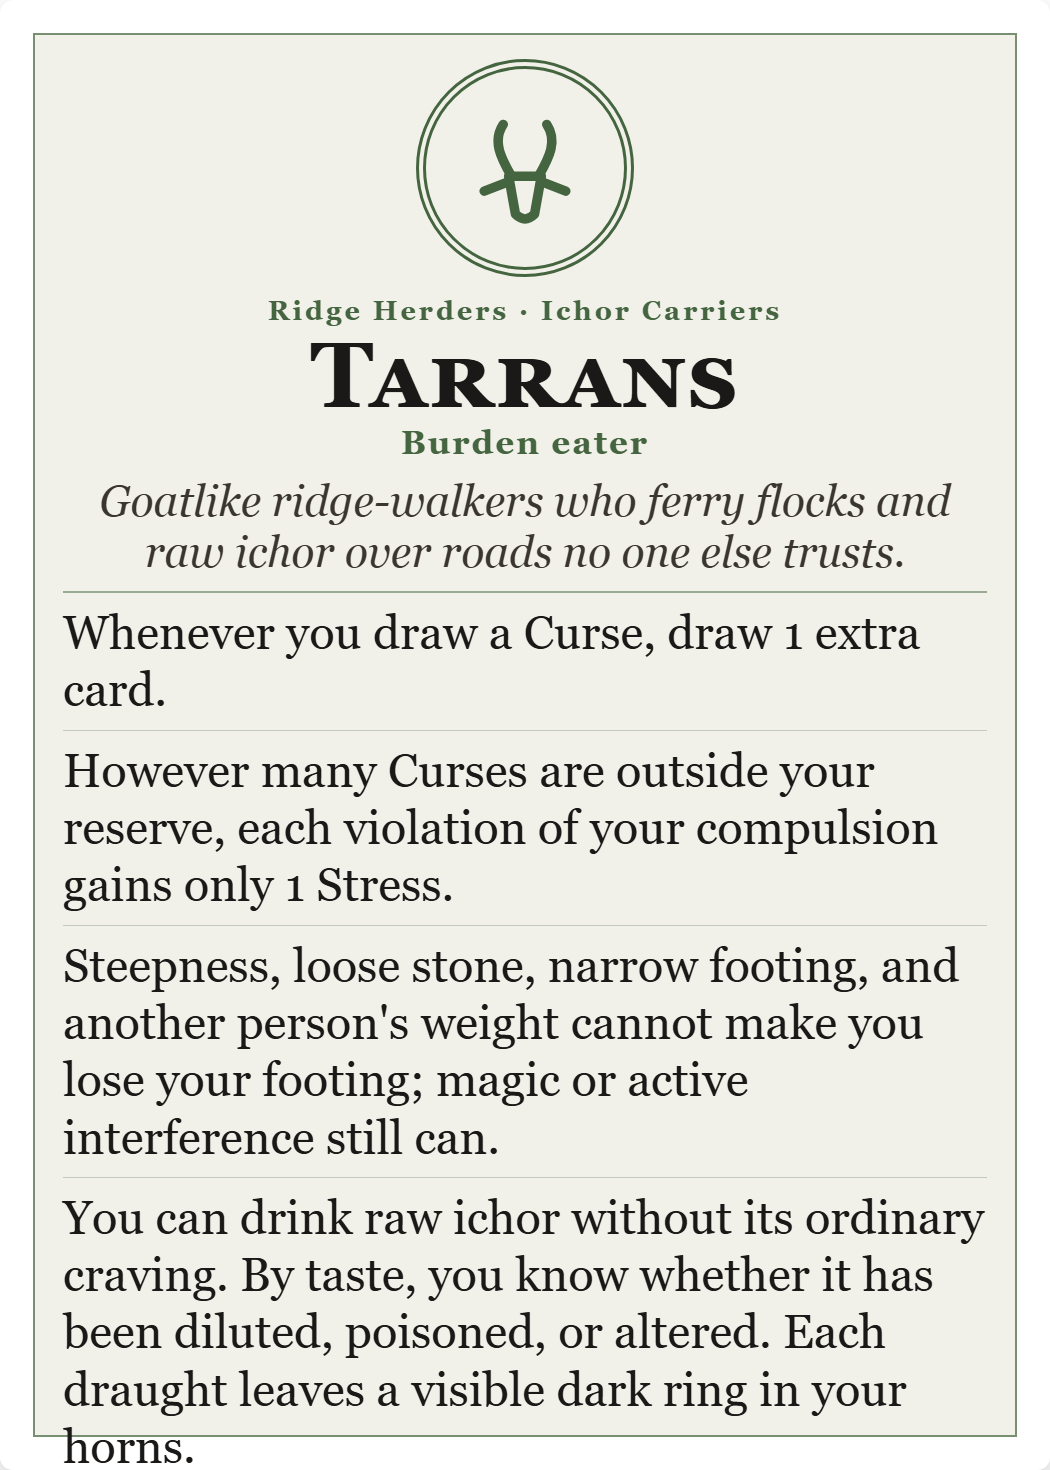 Ridge Herders · Ichor Carriers
Tarrans
Burden eater
Goatlike ridge-walkers who ferry flocks and
raw ichor over roads no one else trusts.
Whenever you draw a Curse, draw 1 extra
card.
However many Curses are outside your
reserve, each violation of your compulsion
gains only 1 Stress.
Steepness, loose stone, narrow footing, and
another person's weight cannot make you
lose your footing; magic or active
interference still can.
You can drink raw ichor without its ordinary
craving. By taste, you know whether it has
been diluted, poisoned, or altered. Each
draught leaves a visible dark ring in your
horns.